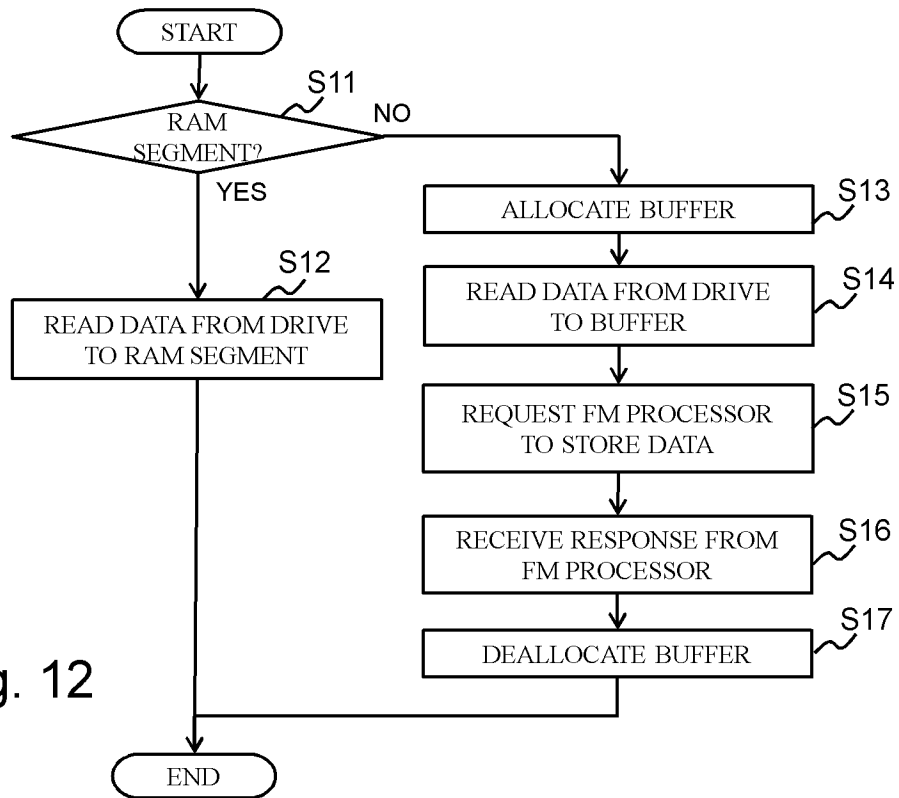 START
S11
RAM
SEGMENT?
NO
YES
S13
ALLOCATE BUFFER
S12
READ DATA FROM DRIVE
TO RAM SEGMENT
S14
READ DATA FROM DRIVE
TO BUFFER
S15
REQUEST FM PROCESSOR
TO STORE DATA
S16
RECEIVE RESPONSE FROM
FM PROCESSOR
S17
DEALLOCATE BUFFER
g. 12
END